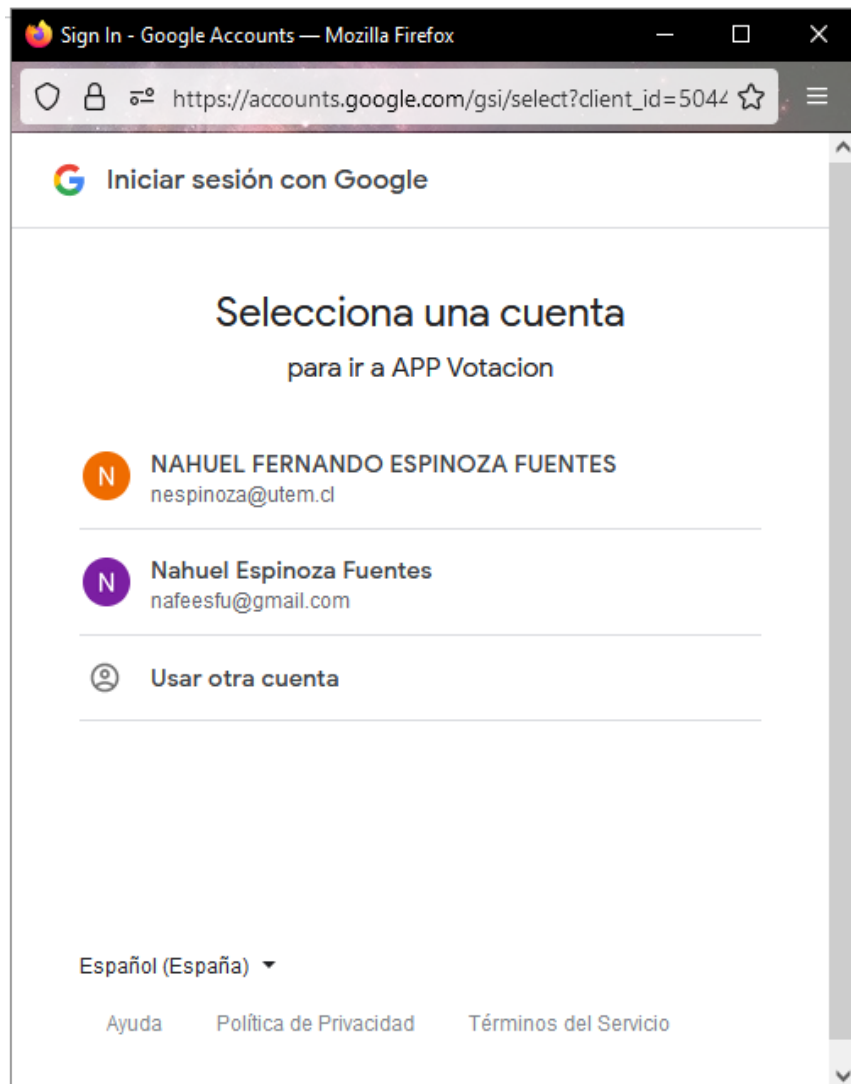 Sign In - Google Accounts — Mozilla Firefox
https://accounts.google.com/gsi/select?client_id=5044
Iniciar sesión con Google
Selecciona una cuenta
para ir a APP Votacion
N
NAHUEL FERNANDO ESPINOZA FUENTES
nespinoza@utem.cl
N
Nahuel Espinoza Fuentes
nafeesfu@gmail.com
Usar otra cuenta
Español (España)
Ayuda Política de Privacidad Términos del Servicio